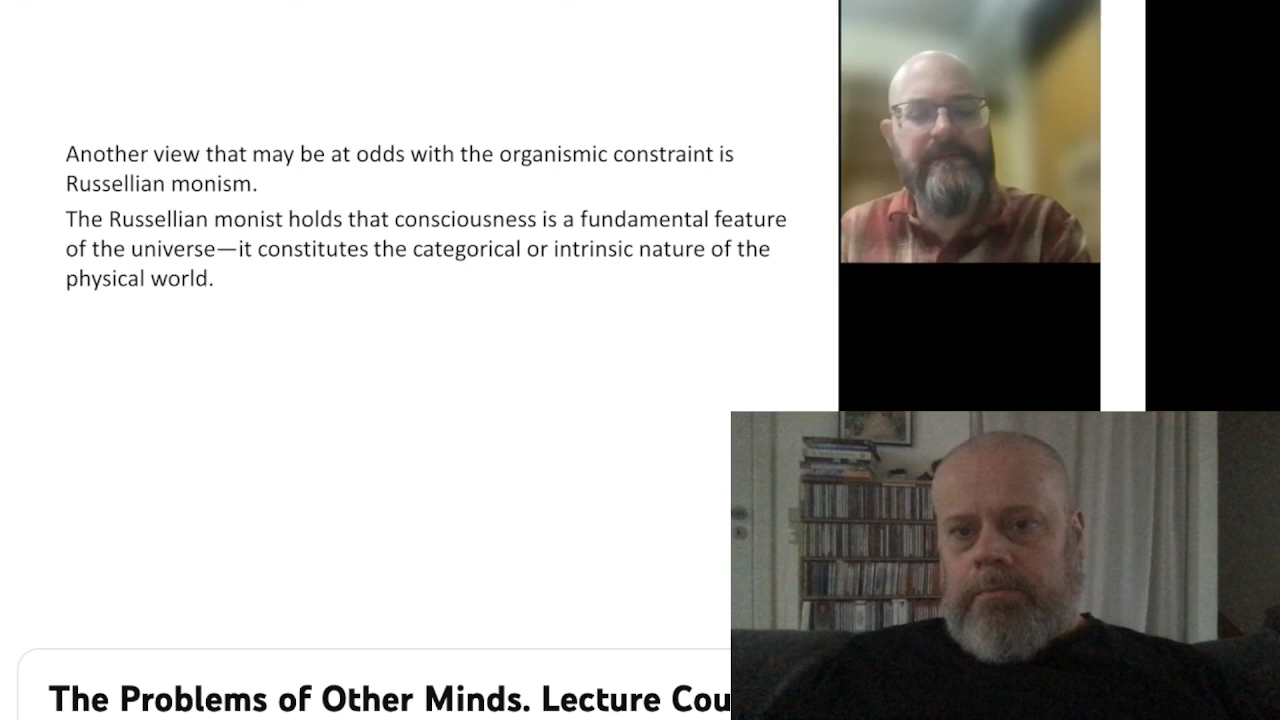 Another view that may be at odds with the organismic constraint is
Russellian monism.
The Russellian monist holds that consciousness is a fundamental feature
of the universe—it constitutes the categorical or intrinsic nature of the
physical world.
The Problems of Other Minds. Lecture Cou